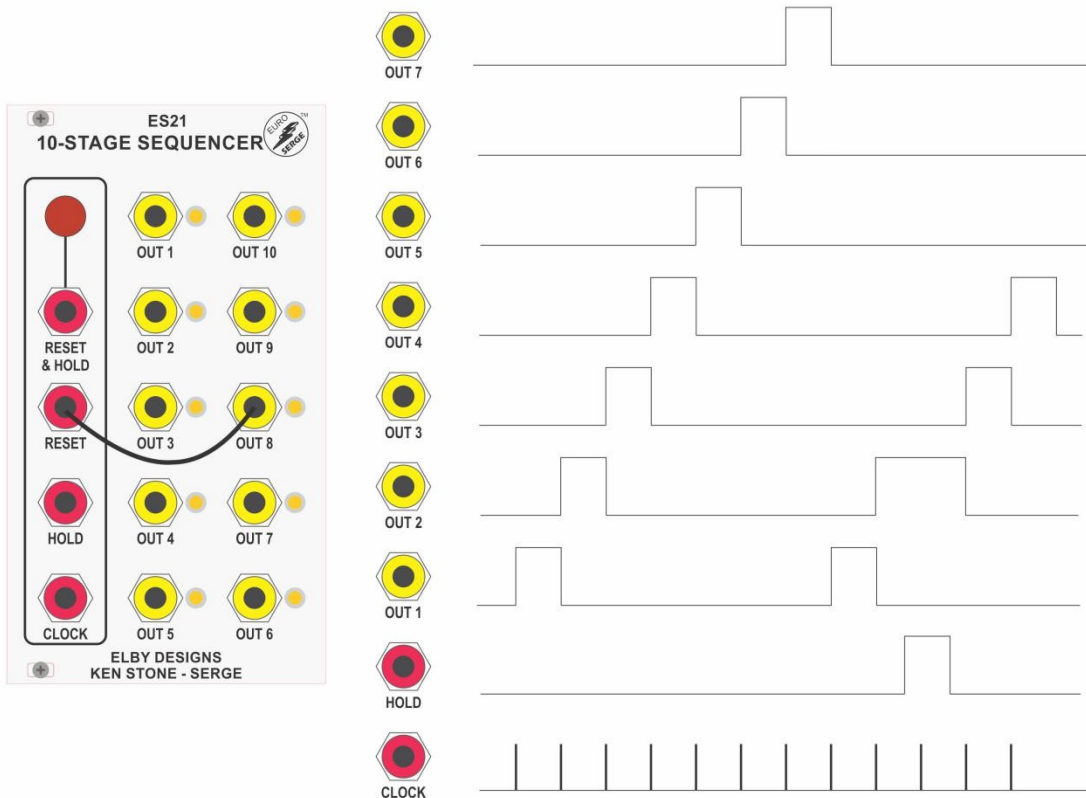 ES21
10-STAGE SEQUENCER
EURO
SERGE
TM
OUT 1
OUT 10
RESET
& HOLD
OUT 2
OUT 9
RESET
OUT 3
OUT 8
HOLD
OUT 4
OUT 7
CLOCK
OUT 5
OUT 6
ELBY DESIGNS
KEN STONE - SERGE
OUT 7
OUT 6
OUT 5
OUT 4
OUT 3
OUT 2
OUT 1
HOLD
CLOCK